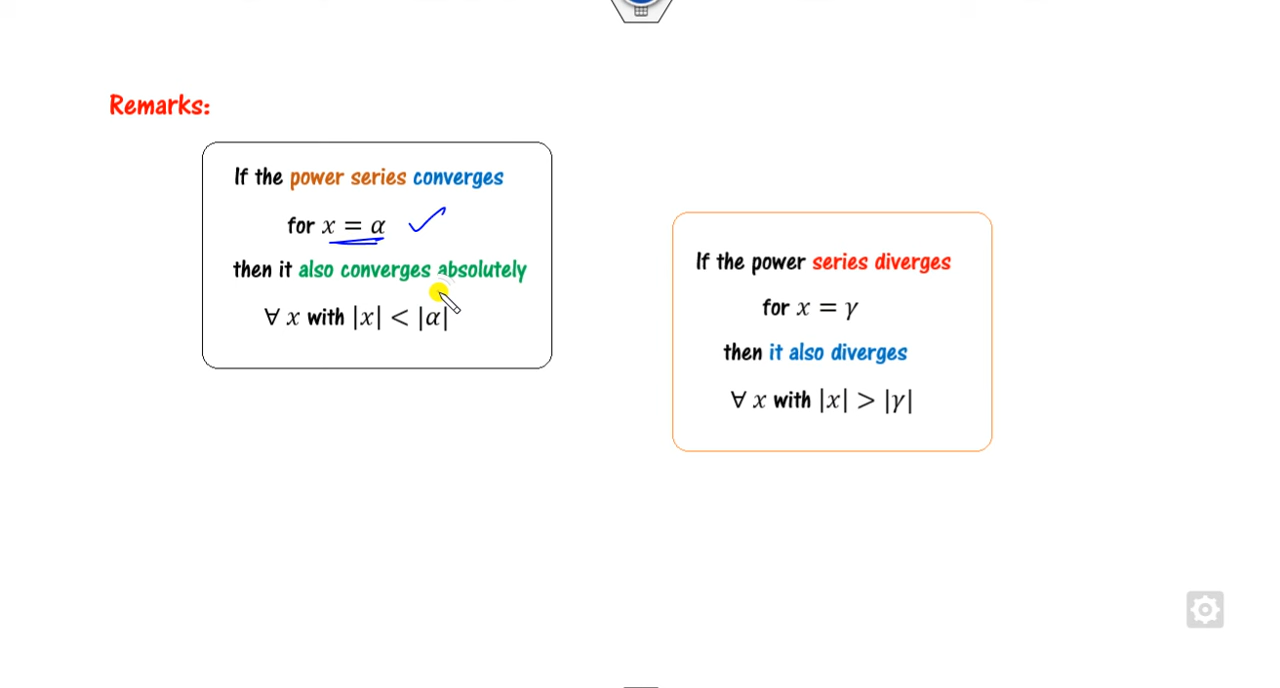 Remarks:
If the power series converges
for x = α
then it also converges absolutely
∀ x with |x| < |α|
If the power series diverges
for x = γ
then it also diverges
∀ x with |x| > |γ|